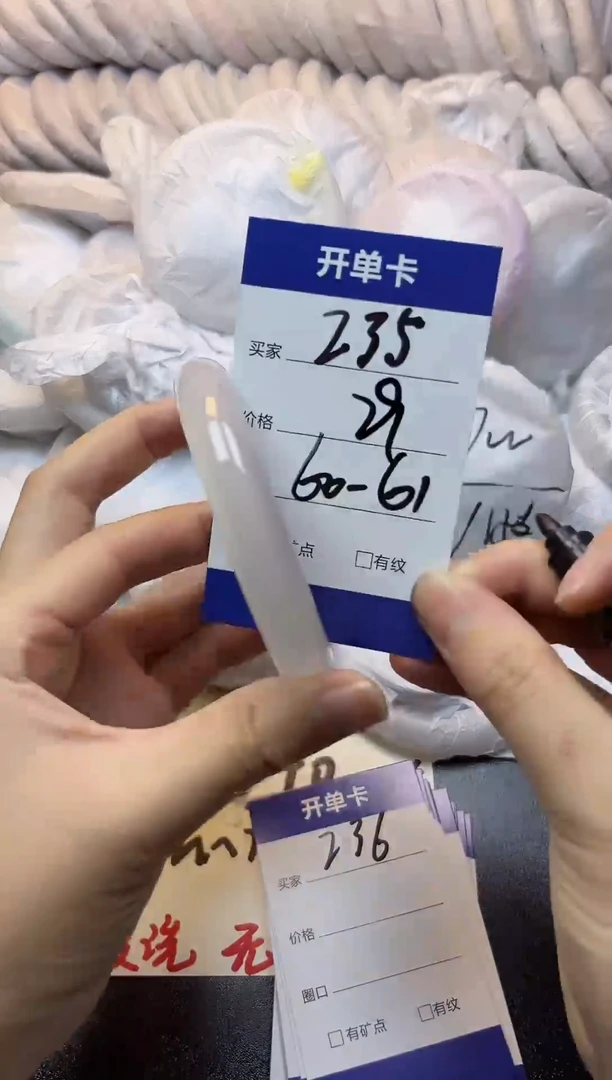 开单卡
买家 235
价格 29
60-61
点 □有纹
开单卡
买家 236
价格
圈口
□有矿点 □有纹
无